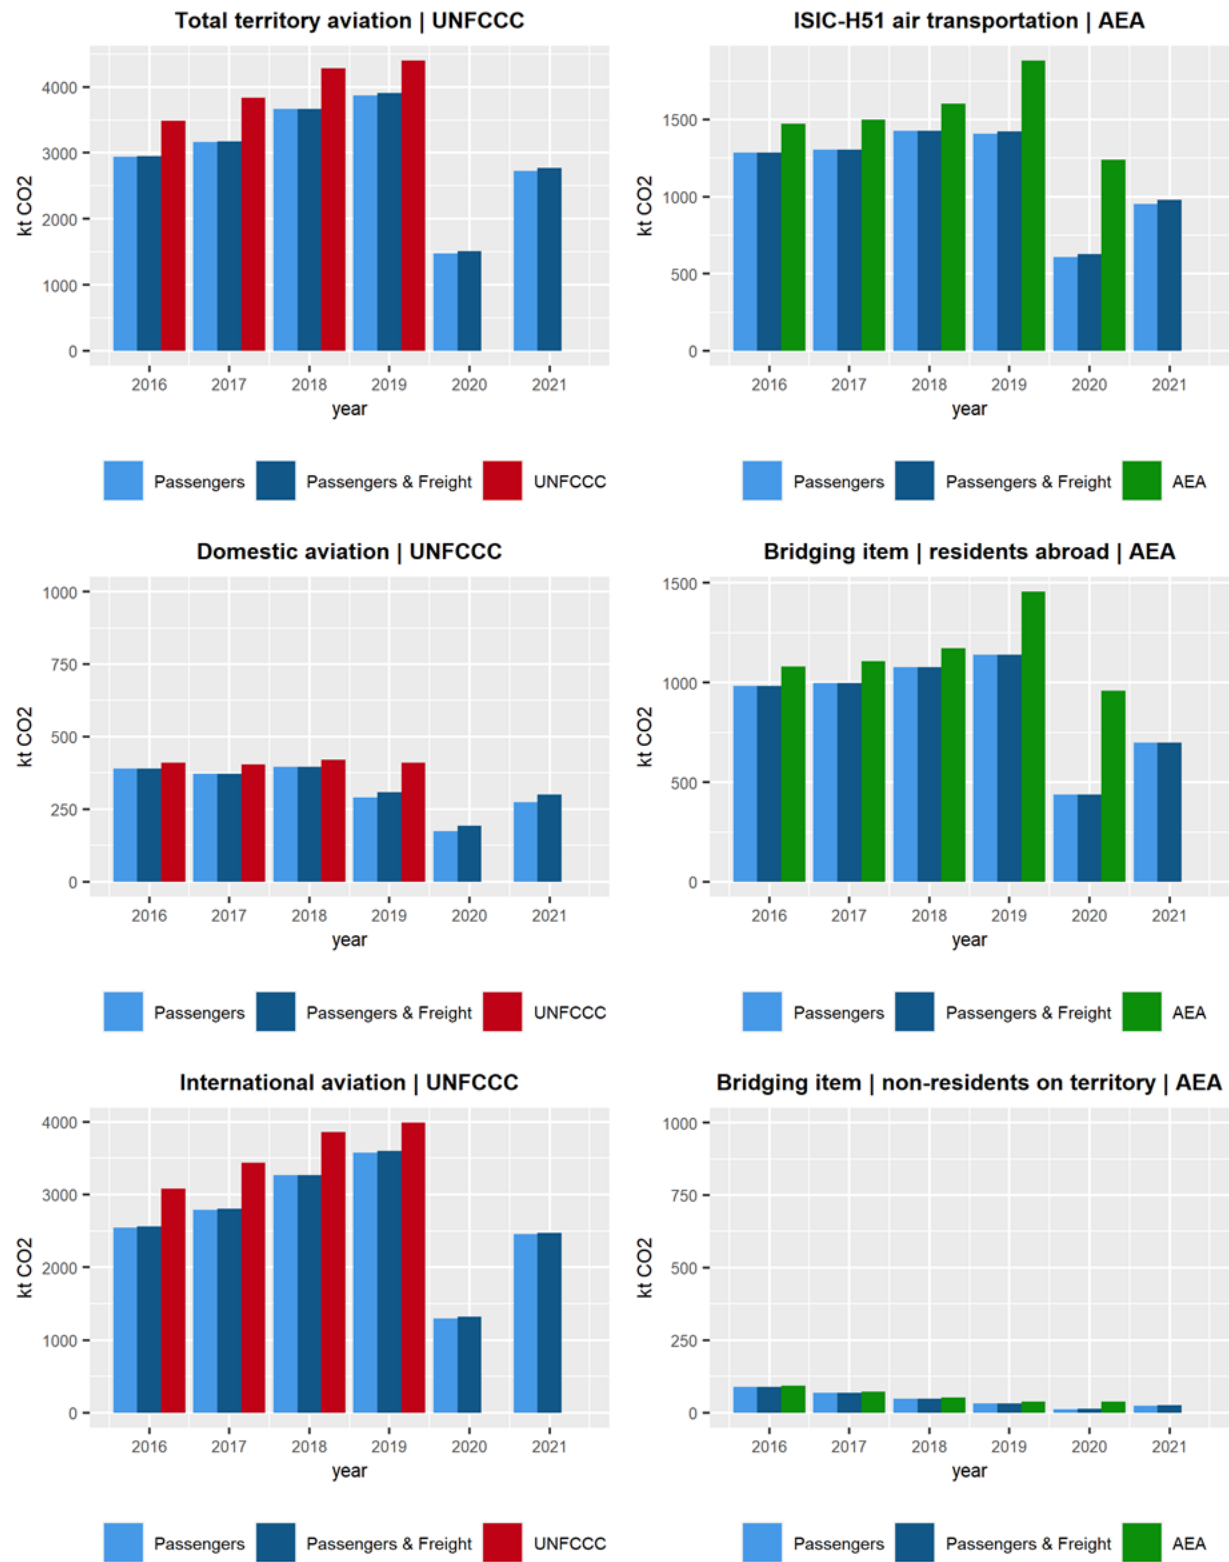 Total territory aviation | UNFCCC
kt CO2
4000
3000
2000
1000
0
2016 2017 2018 2019 2020 2021
year
Passengers Passengers & Freight UNFCCC
ISIC-H51 air transportation | AEA
kt CO2
1500
1000
500
0
2016 2017 2018 2019 2020 2021
year
Passengers Passengers & Freight AEA
Domestic aviation | UNFCCC
kt CO2
1000
750
500
250
0
2016 2017 2018 2019 2020 2021
year
Passengers Passengers & Freight UNFCCC
Bridging item | residents abroad | AEA
kt CO2
1500
1000
500
0
2016 2017 2018 2019 2020 2021
year
Passengers Passengers & Freight AEA
International aviation | UNFCCC
kt CO2
4000
3000
2000
1000
0
2016 2017 2018 2019 2020 2021
year
Passengers Passengers & Freight UNFCCC
Bridging item | non-residents on territory | AEA
kt CO2
1000
750
500
250
0
2016 2017 2018 2019 2020 2021
year
Passengers Passengers & Freight AEA